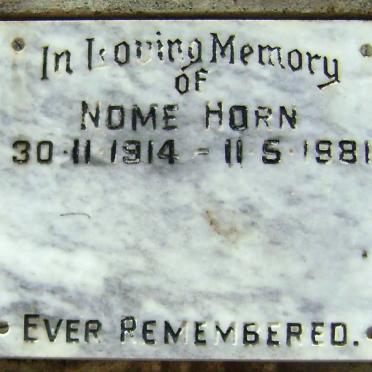 In Loving Memory
OF
NOME HORN
30·11·1914 - 11·5·1981
EVER REMEMBERED.